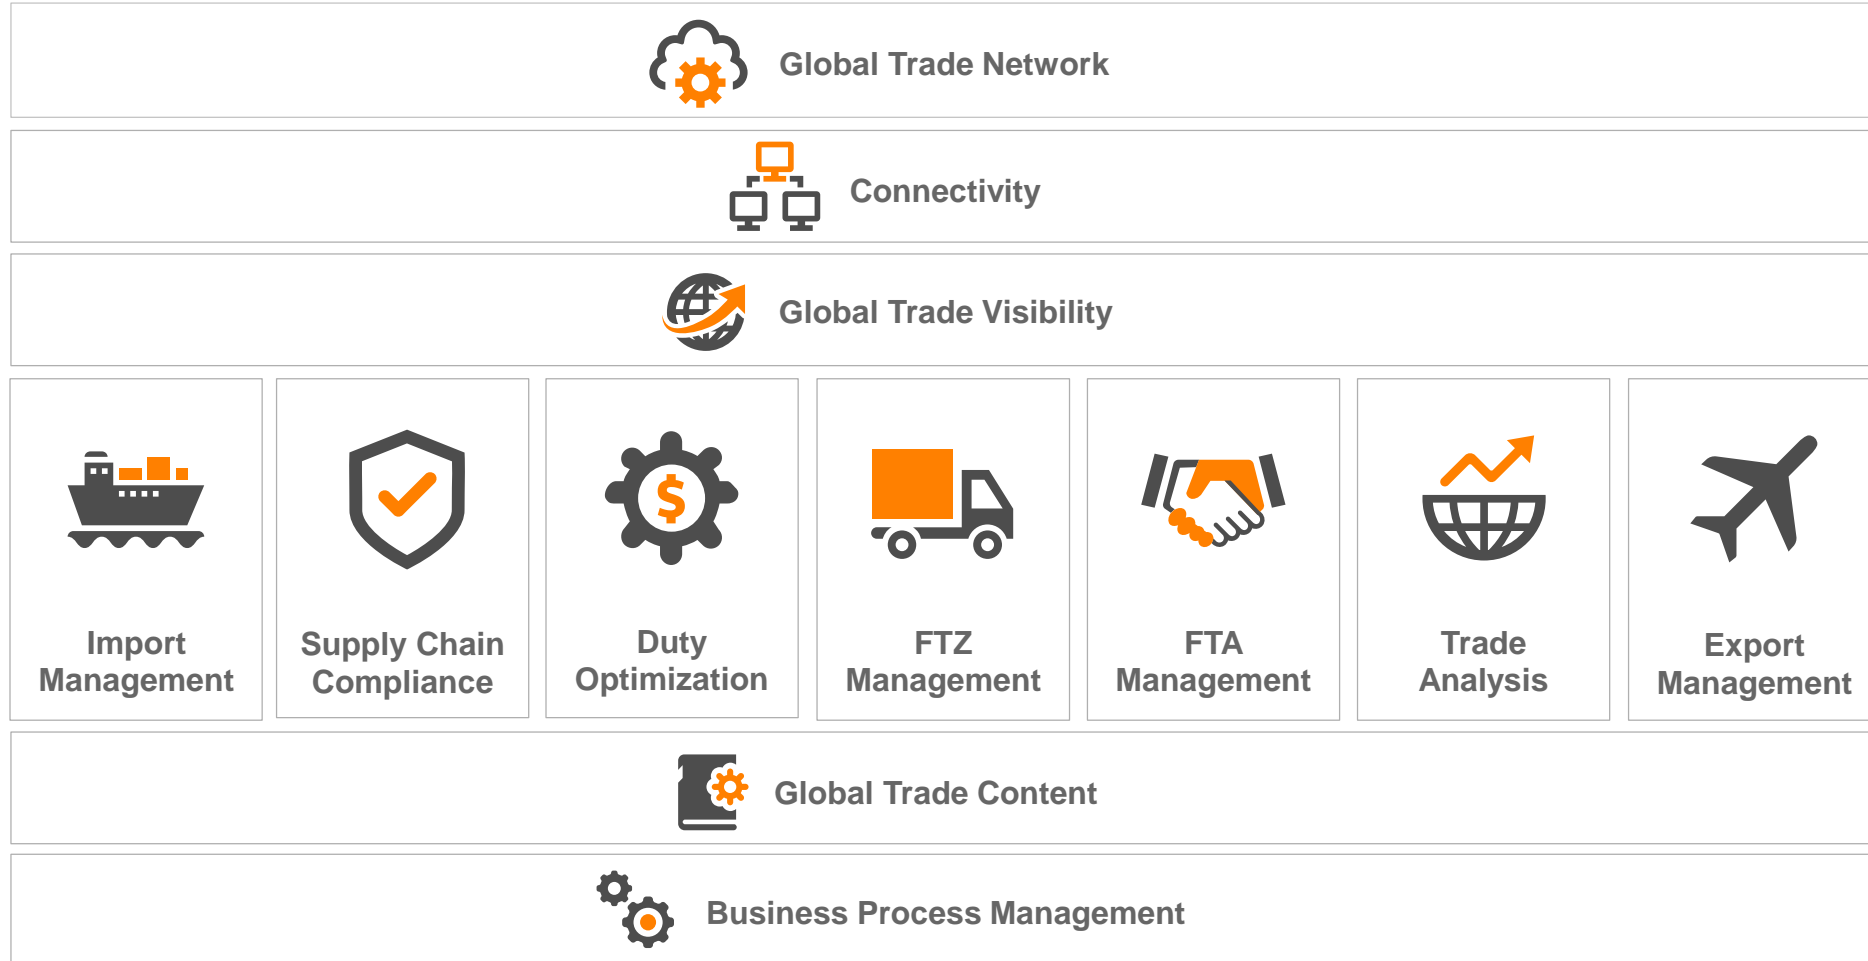 Global Trade Network
Connectivity
Global Trade Visibility
Import
Management
Supply Chain
Compliance
$
Duty
Optimization
FTZ
Management
FTA
Management
Trade
Analysis
Export
Management
Global Trade Content
Business Process Management